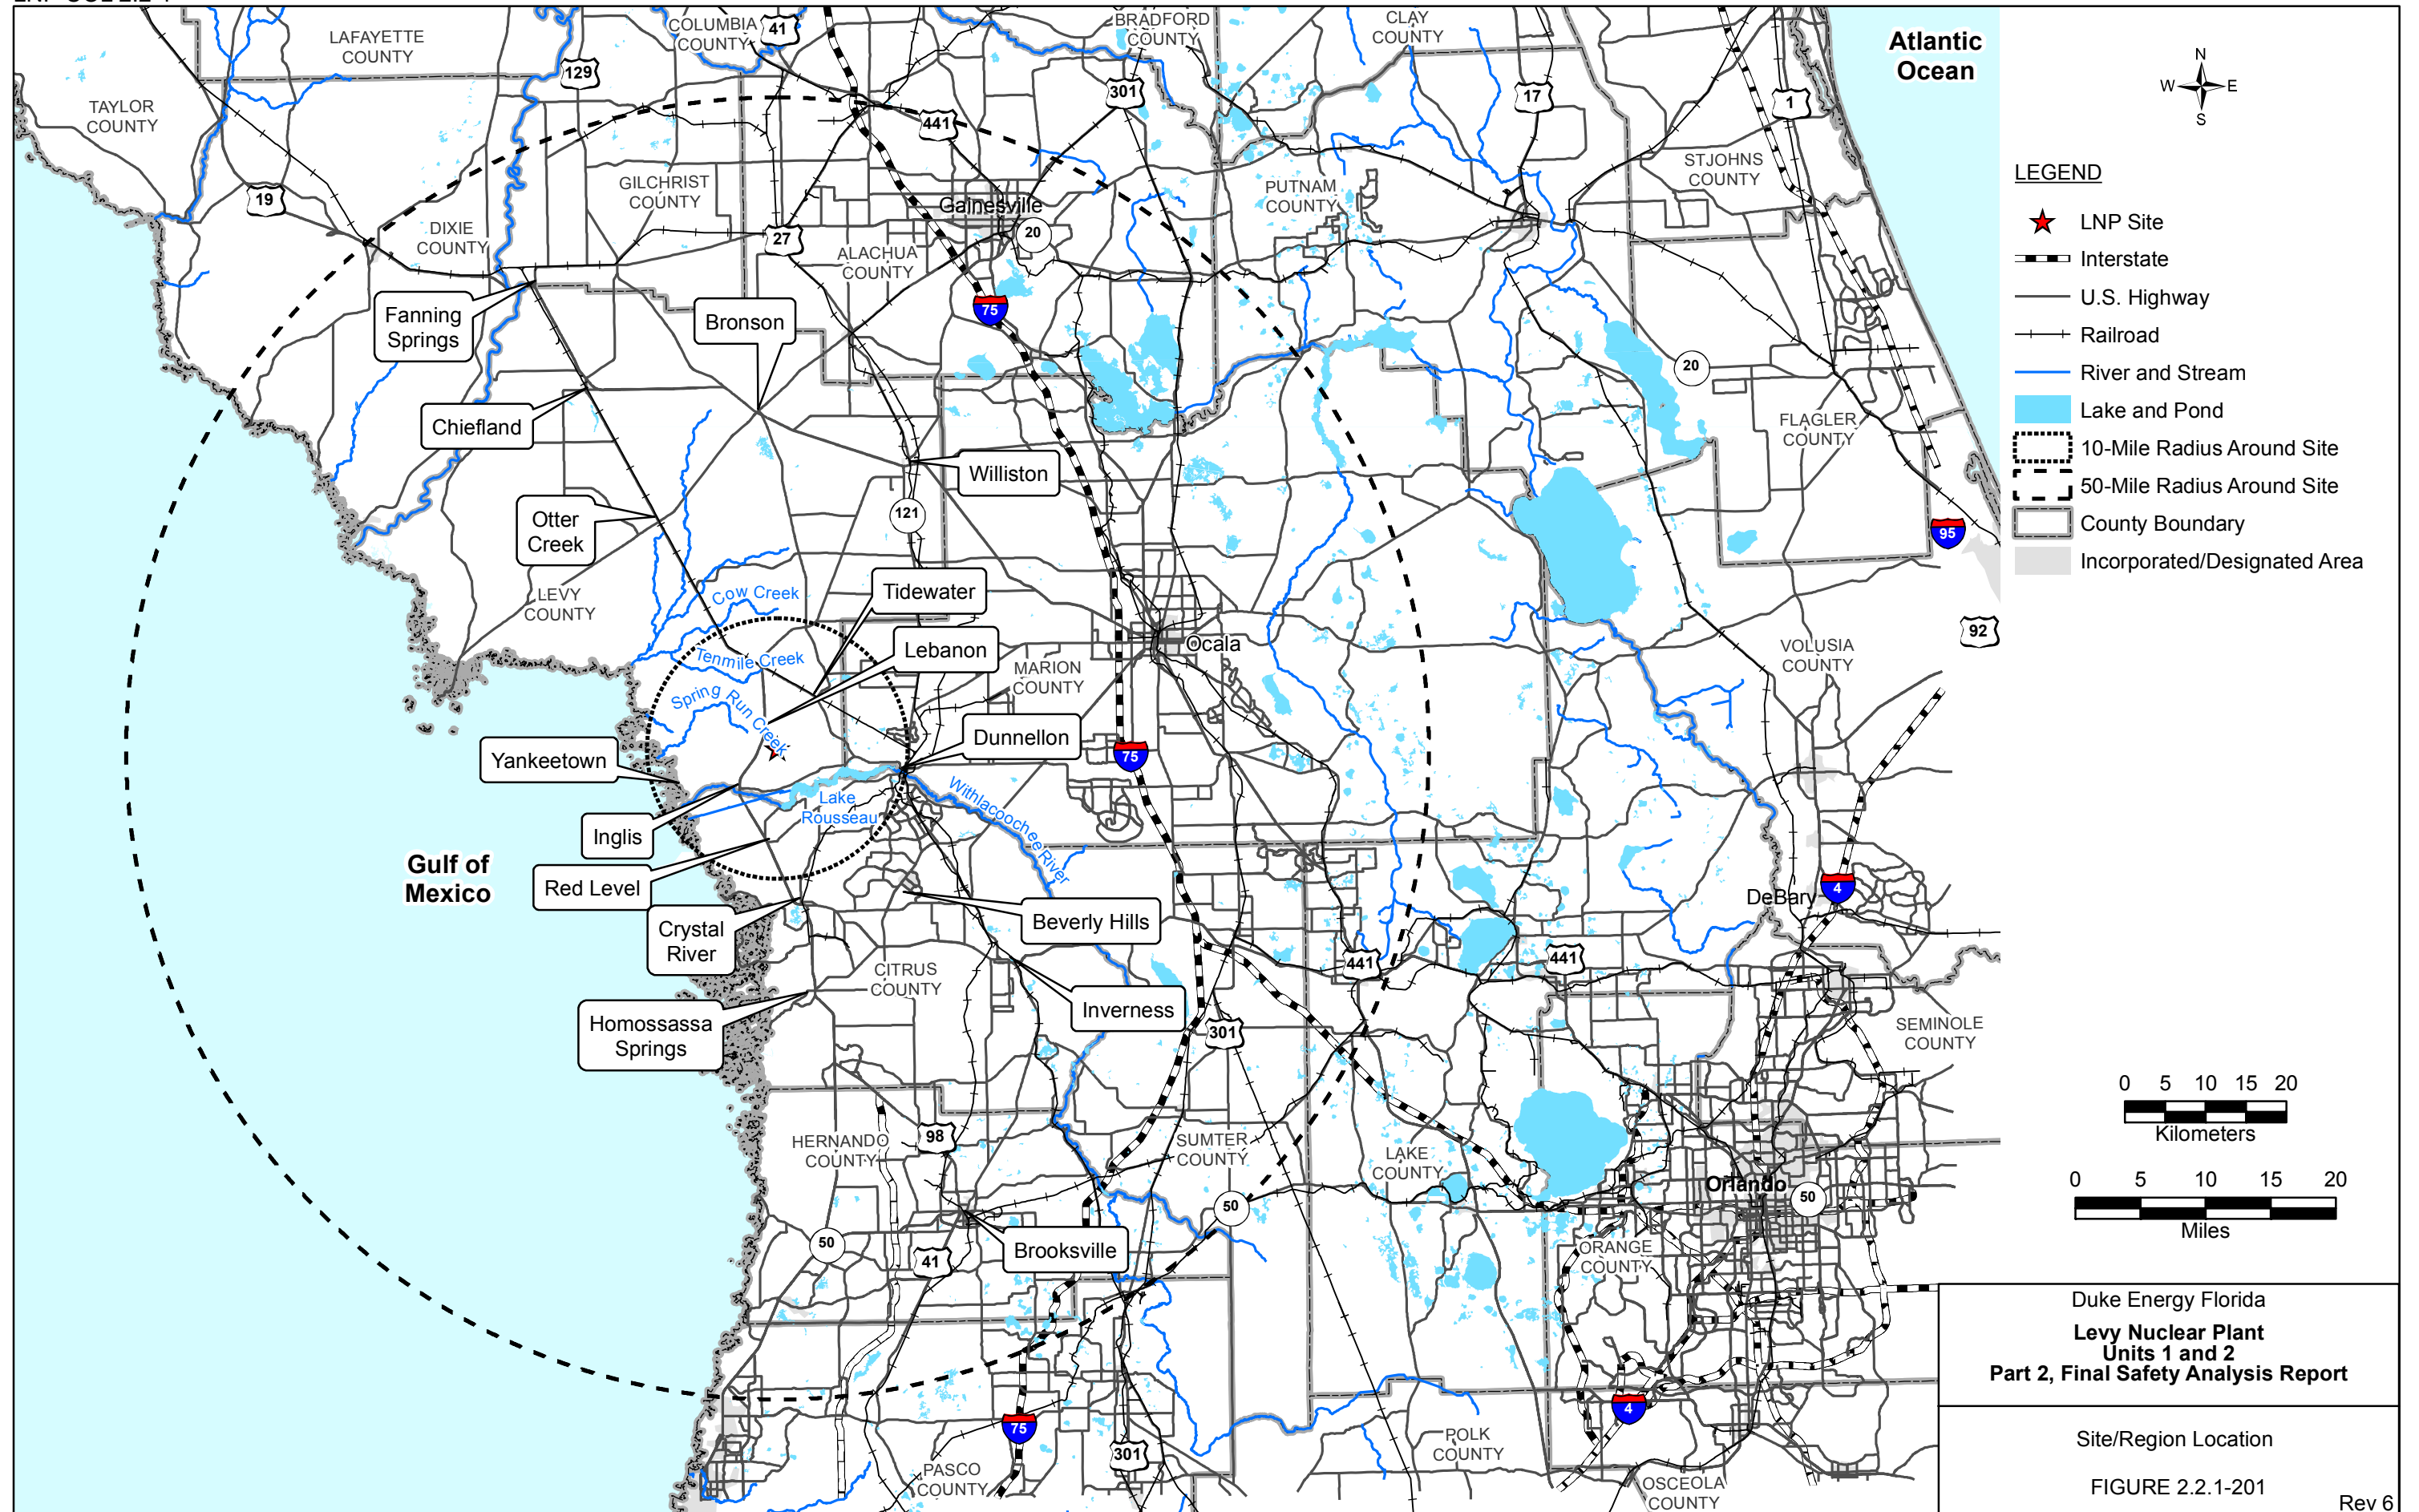 LAFAYETTE
COUNTY
COLUMBIA
COUNTY
41
BRADFORD
COUNTY
CLAY
COUNTY
Atlantic
Ocean
N
W
E
S
129
301
17
1
TAYLOR
COUNTY
441
19
GILCHRIST
COUNTY
PUTNAM
COUNTY
STJOHNS
COUNTY
Gainesville
20
DIXIE
COUNTY
27
ALACHUA
COUNTY
75
Fanning
Springs
Bronson
20
Chiefland
FLAGLER
COUNTY
Williston
121
Otter
Creek
95
LEVY
COUNTY
Cow Creek
Tidewater
92
Lebanon
Ocala
Tenmile Creek
MARION
COUNTY
VOLUSIA
COUNTY
Spring Run Creek
Dunnellon
Yankeetown
75
Lake
Rousseau
Withlacoochee River
Inglis
Gulf of
Mexico
Red Level
4
DeBary
Beverly Hills
Crystal
River
441
441
CITRUS
COUNTY
Inverness
Homossassa
Springs
301
SEMINOLE
COUNTY
98
HERNANDO
COUNTY
SUMTER
COUNTY
LAKE
COUNTY
Orlando
50
50
50
Brooksville
41
ORANGE
COUNTY
75
4
301
POLK
COUNTY
PASCO
COUNTY
OSCEOLA
COUNTY
LEGEND
LNP Site
Interstate
U.S. Highway
Railroad
River and Stream
Lake and Pond
10-Mile Radius Around Site
50-Mile Radius Around Site
County Boundary
Incorporated/Designated Area
0 5 10 15 20
Kilometers
0 5 10 15 20
Miles
Duke Energy Florida
Levy Nuclear Plant
Units 1 and 2
Part 2, Final Safety Analysis Report
Site/Region Location
FIGURE 2.2.1-201
Rev 6